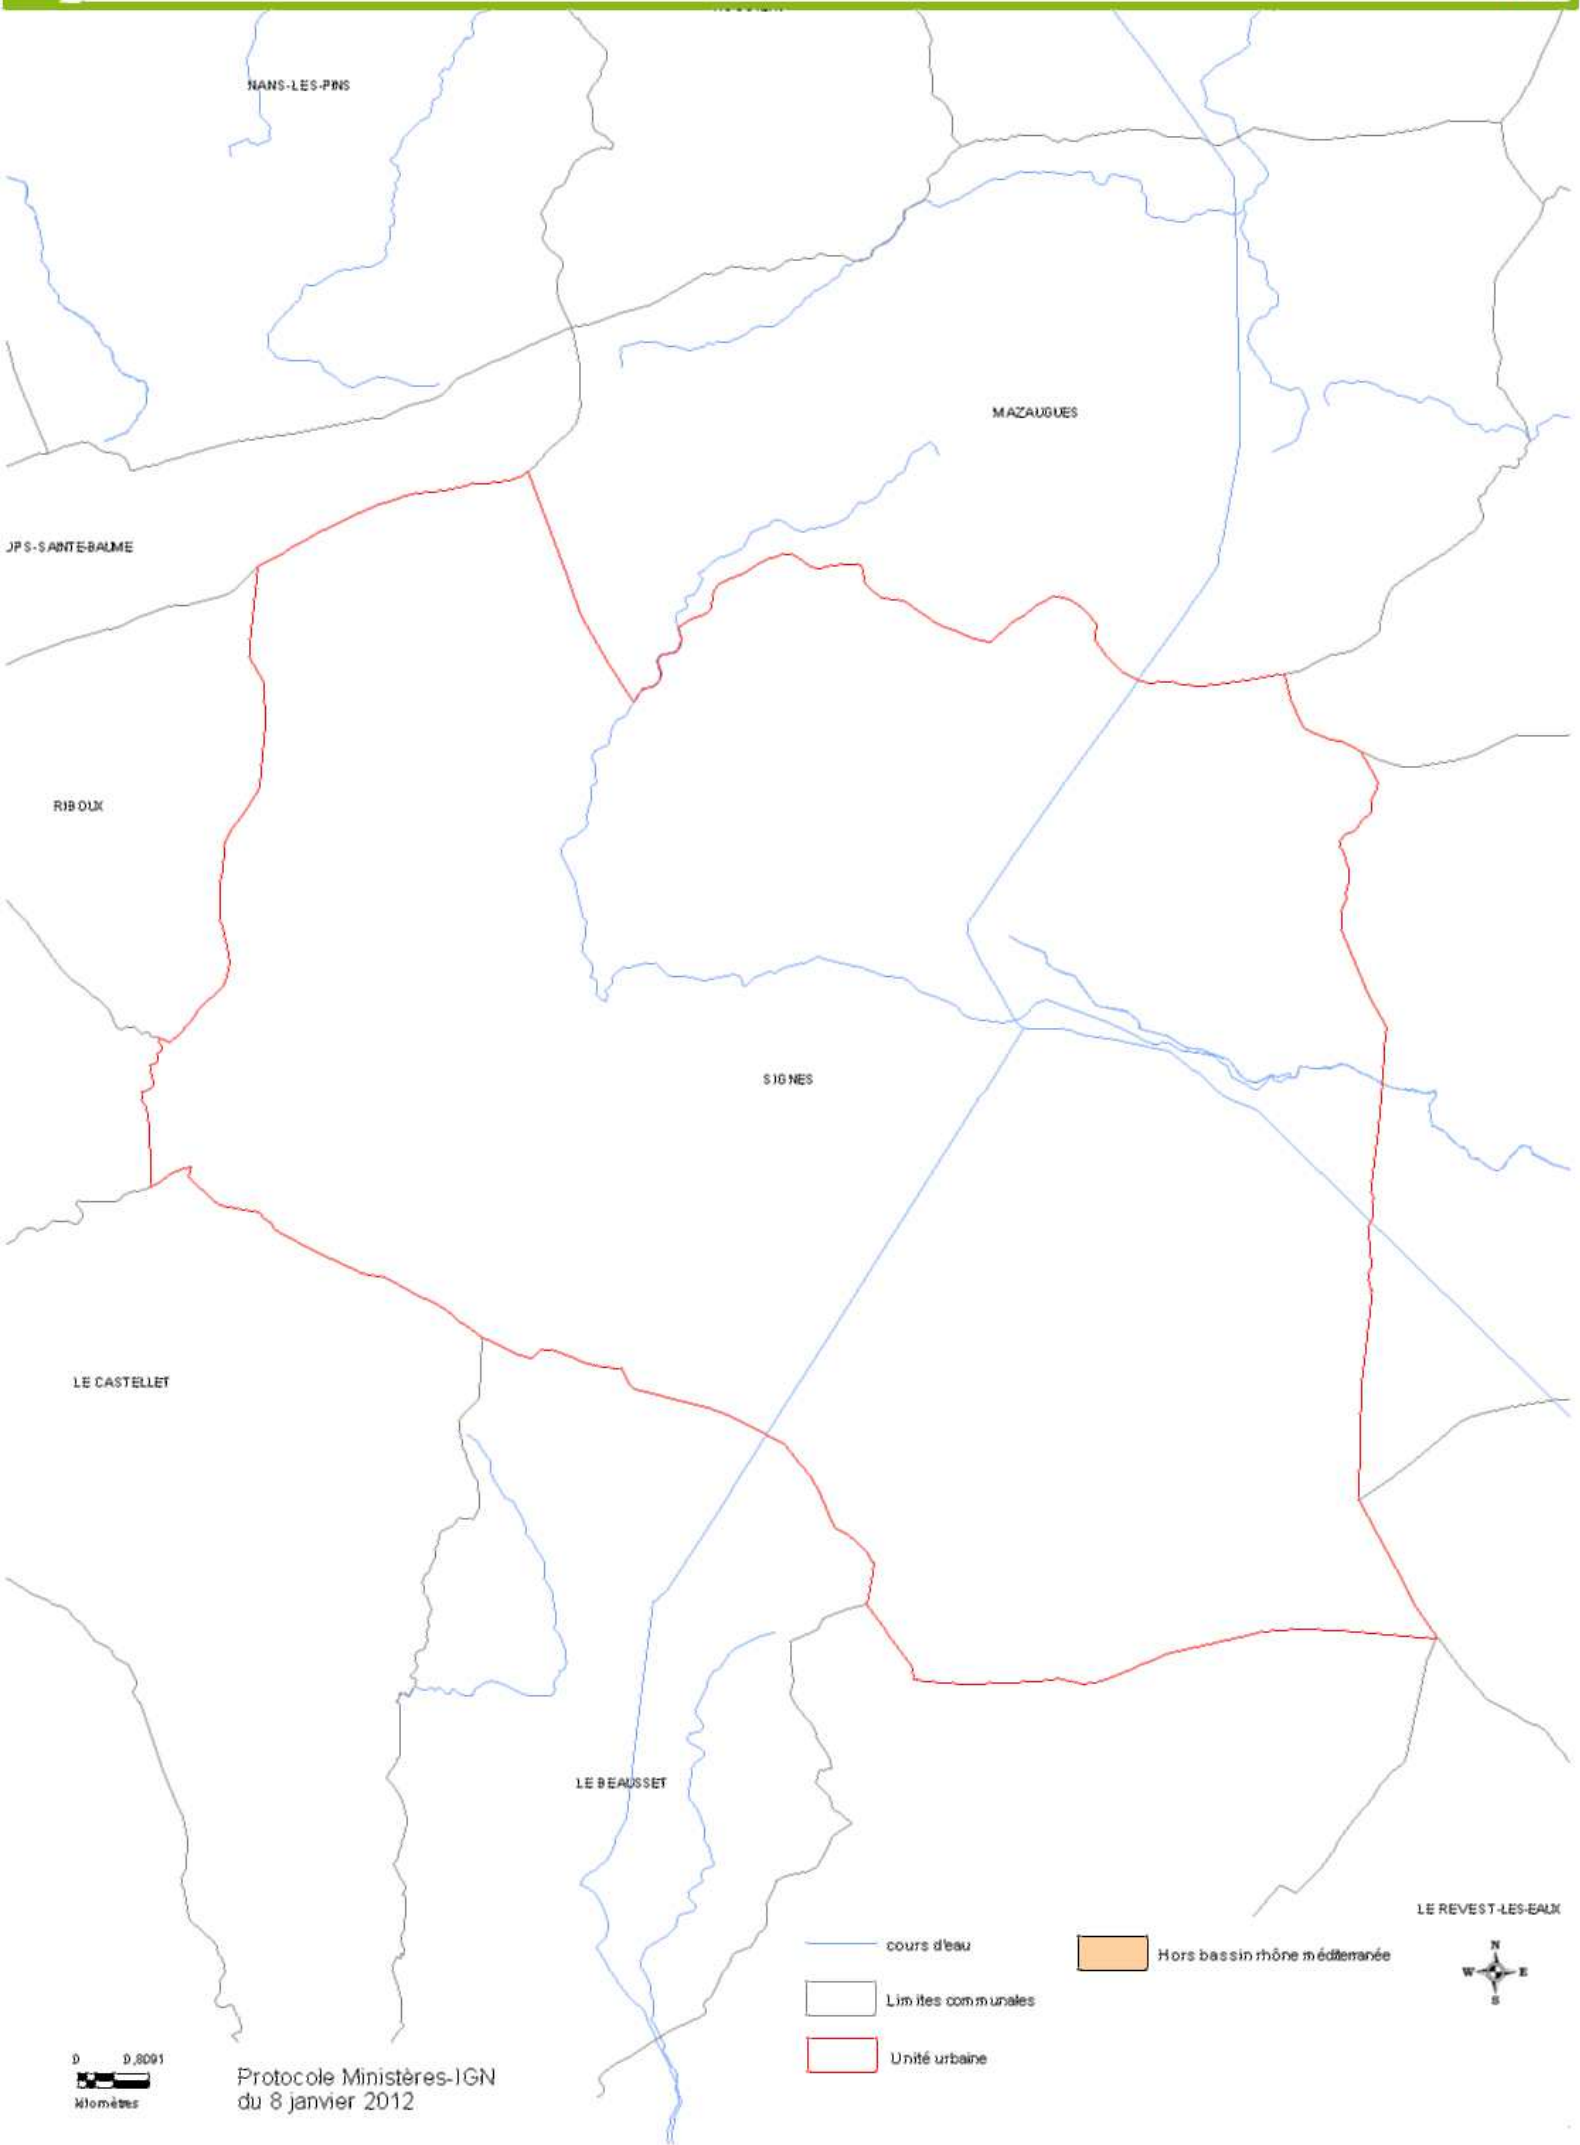 NANS-LES-PINS
MAZAUGUES
UPS-SAINTE-BAUME
RIBOUX
SIGNES
LE CASTELLET
LE BEAUSSET
LE REVEST-LES-EAUX
cours d'eau
Limites communales
Unité urbaine
Hors bassin rhône méditerranée
N
W E
S
0 0,8091
kilomètres
Protocole Ministères-IGN
du 8 janvier 2012